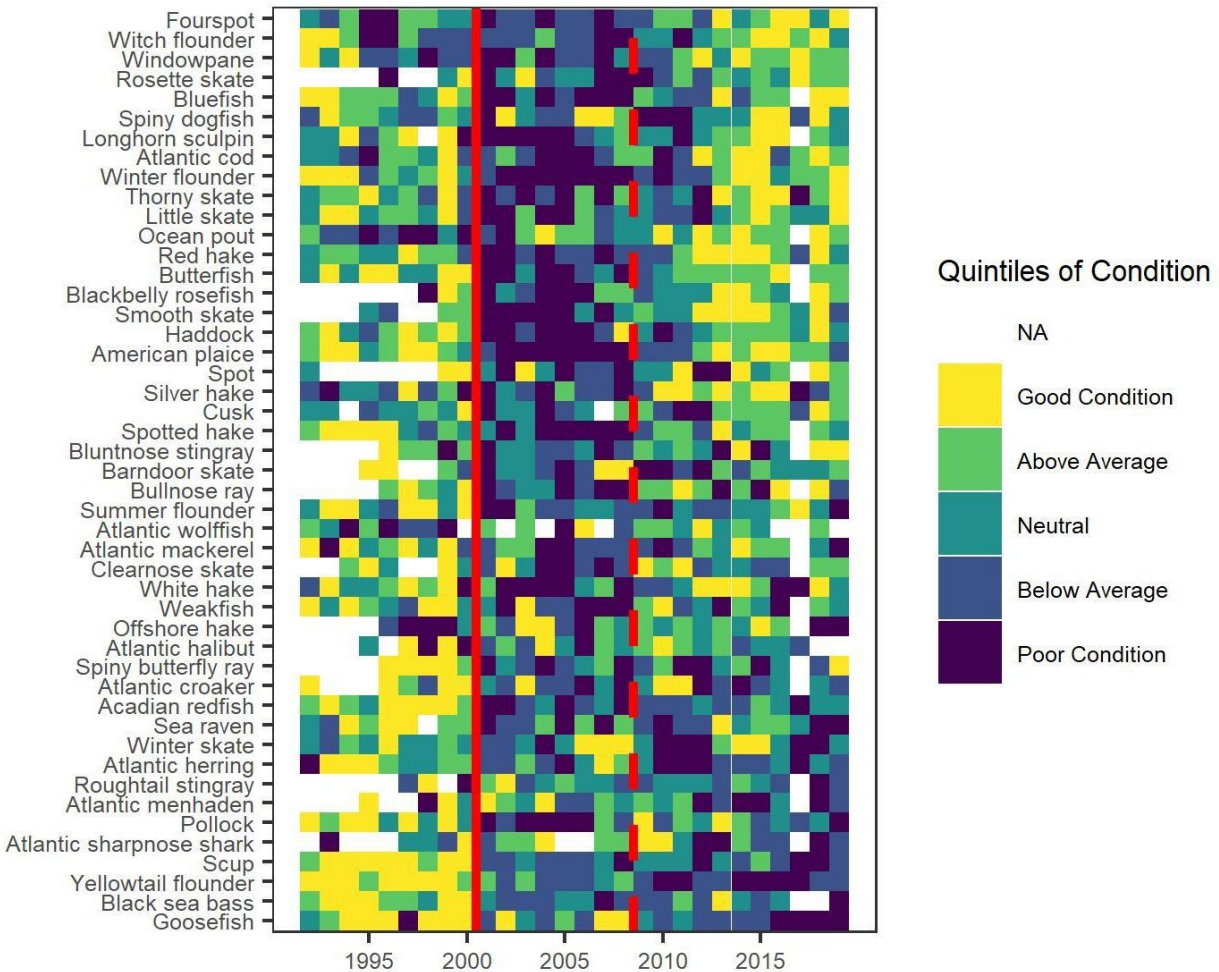 Fourspot
Witch flounder
Windowpane
Rosette skate
Bluefish
Spiny dogfish
Longhorn sculpin
Atlantic cod
Winter flounder
Thorny skate
Little skate
Ocean pout
Red hake
Butterfish
Blackbelly rosefish
Smooth skate
Haddock
American plaice
Spot
Silver hake
Cusk
Spotted hake
Bluntnose stingray
Barndoor skate
Bullnose ray
Summer flounder
Atlantic wolffish
Atlantic mackerel
Clearnose skate
White hake
Weakfish
Offshore hake
Atlantic halibut
Spiny butterfly ray
Atlantic croaker
Acadian redfish
Sea raven
Winter skate
Atlantic herring
Roughtail stingray
Atlantic menhaden
Pollock
Atlantic sharpnose shark
Scup
Yellowtail flounder
Black sea bass
Goosefish
1995 2000 2005 2010 2015
Quintiles of Condition
NA
Good Condition
Above Average
Neutral
Below Average
Poor Condition